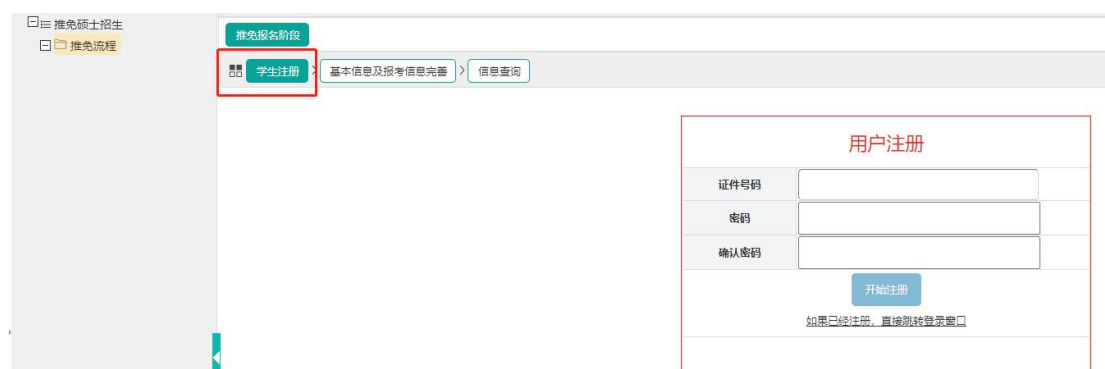 推免硕士招生
推免流程
推免报名阶段
学生注册 > 基本信息及报考信息完善 > 信息查询
用户注册
证件号码
密码
确认密码
开始注册
如果已经注册，直接跳转登录窗口